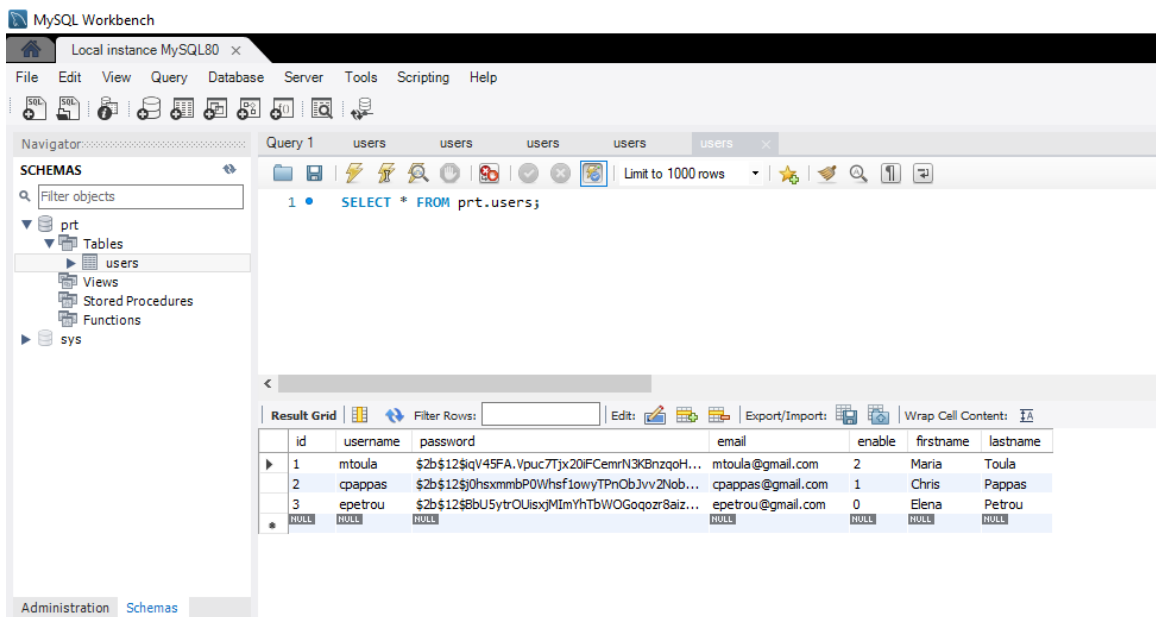 MySQL Workbench
Local instance MySQL80
File Edit View Query Database Server Tools Scripting Help
Navigator
Query 1 users users users users users
SCHEMAS
Limit to 1000 rows
Filter objects
1 SELECT * FROM prt.users;
prt
Tables
users
Views
Stored Procedures
Functions
sys
Result Grid Filter Rows: Edit: Export/Import: Wrap Cell Content:
id username password email enable firstname lastname
1 mtoula $2b$12$iqV45FA.Vpuc7Tjx20iFCemrN3KBnzqoH... mtoula@gmail.com 2 Maria Toula
2 cpappas $2b$12$j0hsxmmbP0Whsf1owyTPnObJvv2Nob... cpappas@gmail.com 1 Chris Pappas
3 epetrou $2b$12$BbU5ytrOUisxjMImYhTbWOGoqozr8aiz... epetrou@gmail.com 0 Elena Petrou
NULL NULL NULL NULL NULL NULL NULL
Administration Schemas